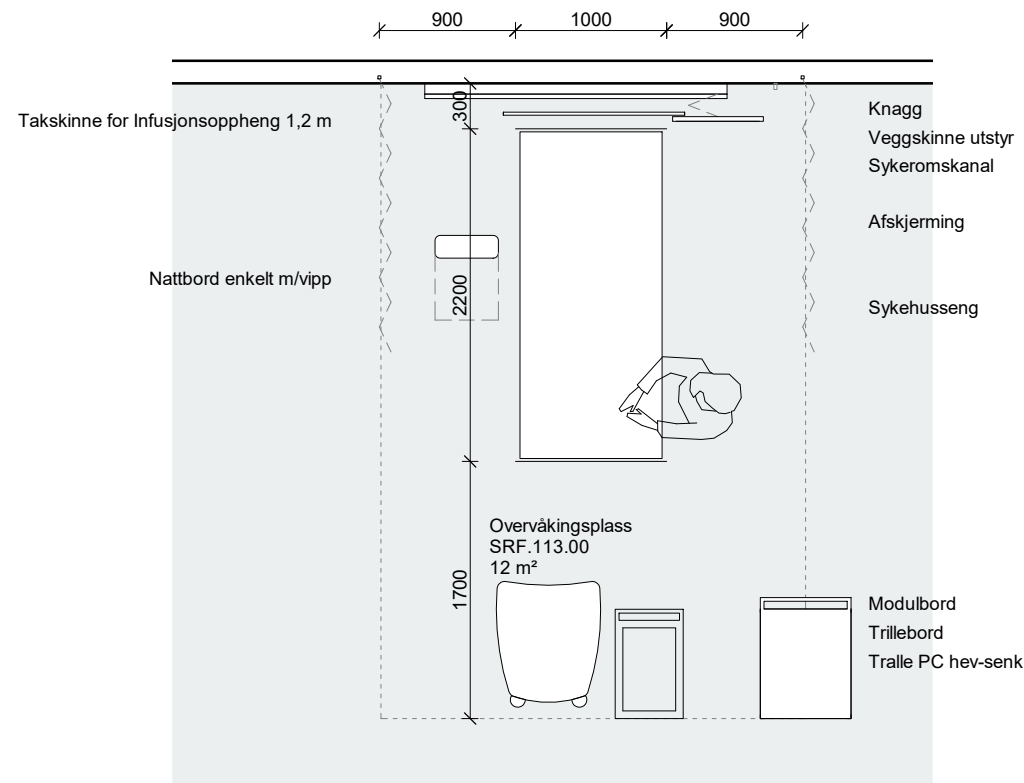 900
1000
900
300
Takskinne for Infusjonsoppheng 1,2 m
Knagg
Veggskinne utstyr
Sykeromskanal
Afskjerming
Nattbord enkelt m/vipp
2200
Sykehusseng
Overvåkingsplass
SRF.113.00
12 m²
1700
Modulbord
Trillebord
Tralle PC hev-senk